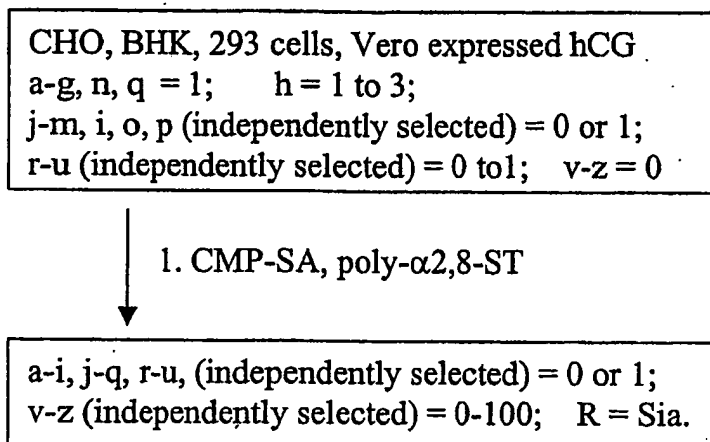 CHO, BHK, 293 cells, Vero expressed hCG
a-g, n, q = 1; h = 1 to 3;
j-m, i, o, p (independently selected) = 0 or 1;
r-u (independently selected) = 0 to1; v-z = 0
1. CMP-SA, poly-α2,8-ST
a-i, j-q, r-u, (independently selected) = 0 or 1;
v-z (independently selected) = 0-100; R = Sia.